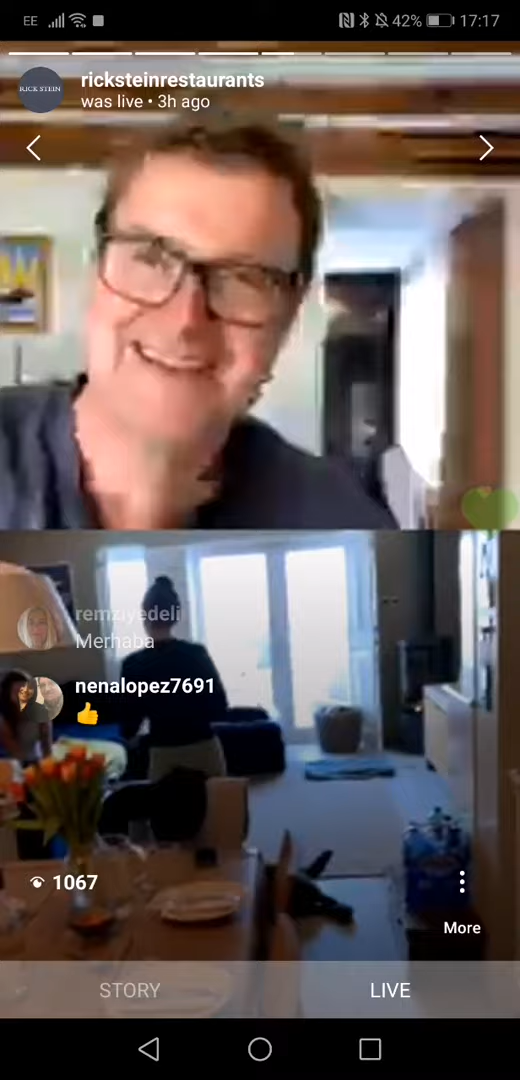 EE
42%
17:17
RICK STEIN
ricksteinrestaurants
was live • 3h ago
remziyedeli
Merhaba
nenalopez7691
1067
More
STORY
LIVE